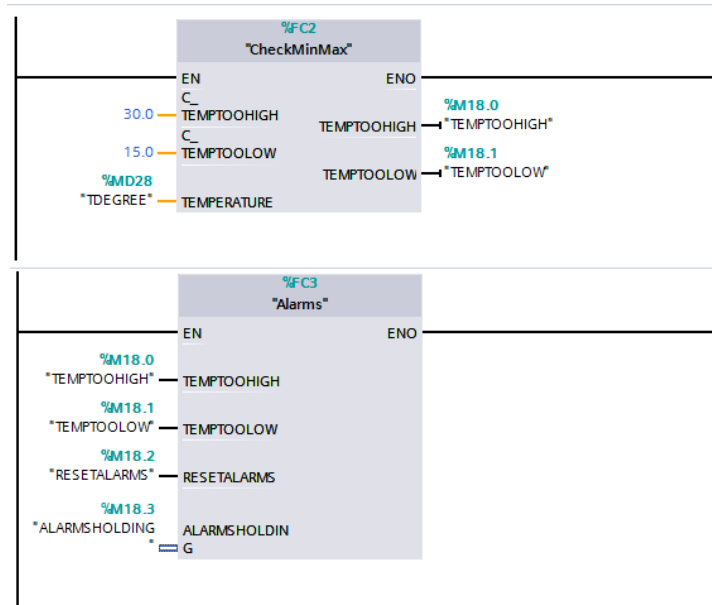 %FC2
"CheckMinMax"
EN ENO
30.0 C_
TEMPTOOHIGH
TEMPTOOHIGH %M18.0
"TEMPTOOHIGH"
15.0 C_
TEMPTOOLOW
TEMPTOOLOW %M18.1
"TEMPTOOLOW"
%MD28
"TDEGREE" TEMPERATURE
%FC3
"Alarms"
EN ENO
%M18.0
"TEMPTOOHIGH" TEMPTOOHIGH
%M18.1
"TEMPTOOLOW" TEMPTOOLOW
%M18.2
"RESETALARMS" RESETALARMS
%M18.3
"ALARMSHOLDING
" ALARMSHOLDIN
G